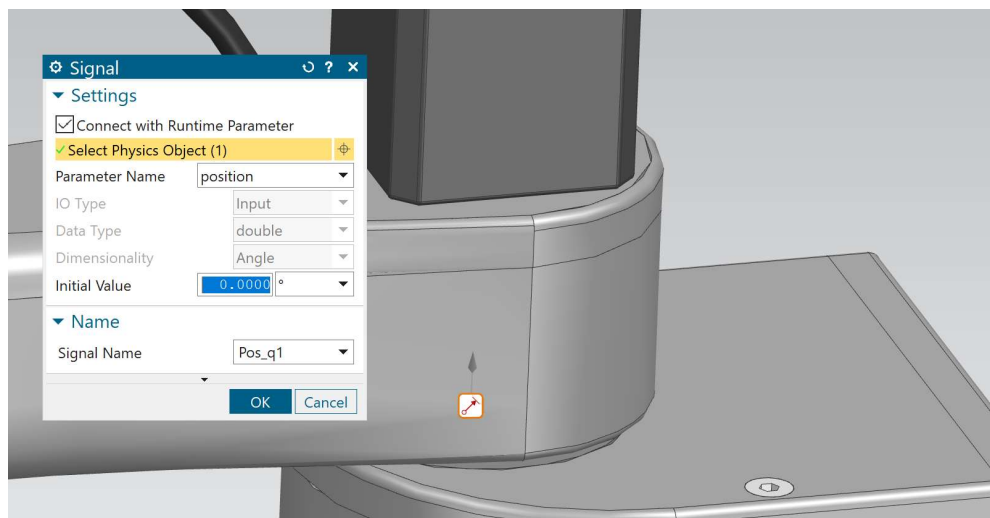 Signal
Settings
Connect with Runtime Parameter
Select Physics Object (1)
Parameter Name position
IO Type Input
Data Type double
Dimensionality Angle
Initial Value 0.0000 °
Name
Signal Name Pos_q1
OK Cancel